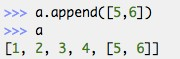 >>> a.append([5,6])
>>> a
[1, 2, 3, 4, [5, 6]]